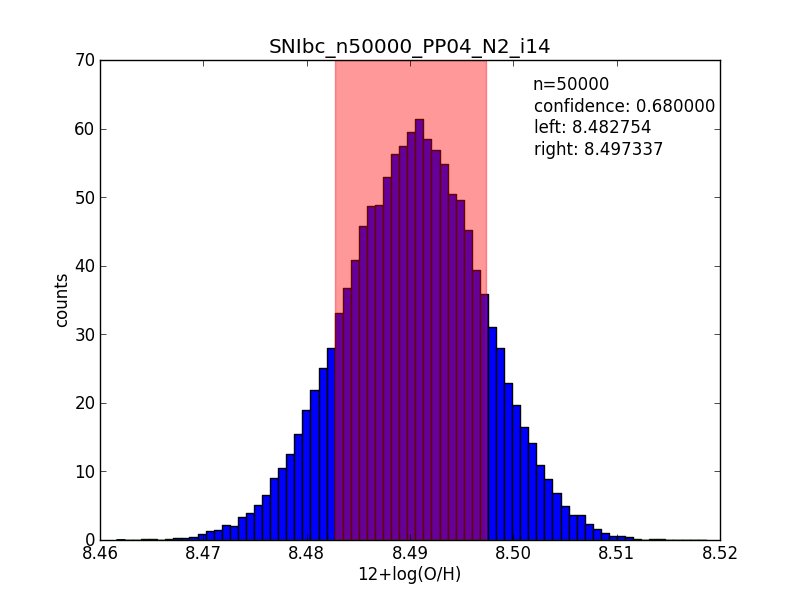 SNIbc_n50000_PP04_N2_i14
70
60
50
40
30
20
10
0
counts
n=50000
confidence: 0.680000
left: 8.482754
right: 8.497337
8.46 8.47 8.48 8.49 8.50 8.51 8.52
12+log(O/H)